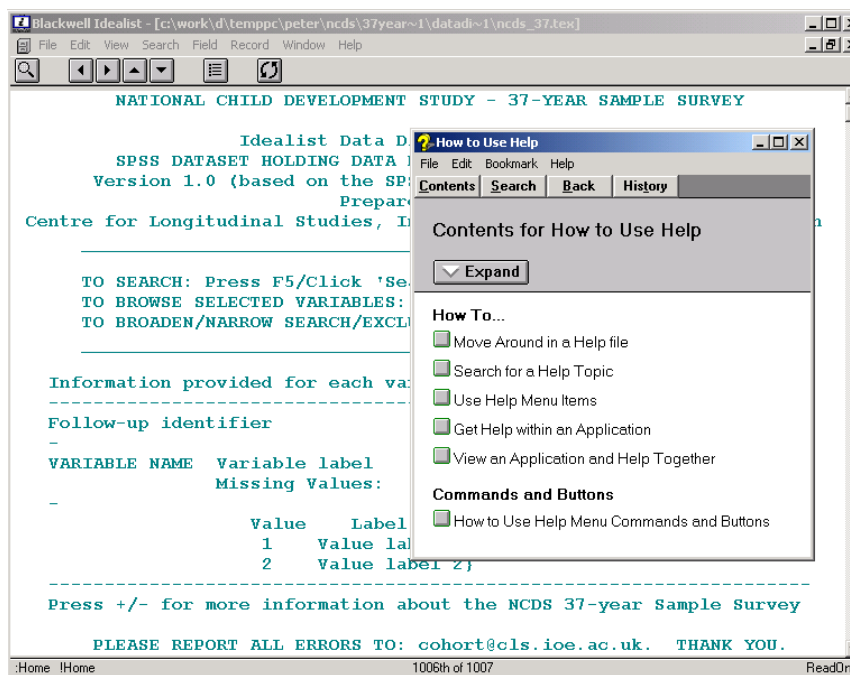 Blackwell Idealist - [c:\work\d\temppc\peter\ncds\37year~1\datadi~1\ncds_37.tex]
File Edit View Search Field Record Window Help
NATIONAL CHILD DEVELOPMENT STUDY - 37-YEAR SAMPLE SURVEY
Idealist Data D
SPSS DATASET HOLDING DATA
Version 1.0 (based on the SP
Prepar
Centre for Longitudinal Studies, I
TO SEARCH: Press F5/Click 'Se
TO BROWSE SELECTED VARIABLES:
TO BROADEN/NARROW SEARCH/EXCL
Information provided for each va
Follow-up identifier
-
VARIABLE NAME Variable label
Missing Values:
-
Value Label
1 Value la
2 Value label 2}
Press +/- for more information about the NCDS 37-year Sample Survey
PLEASE REPORT ALL ERRORS TO: cohort@cls.ioe.ac.uk. THANK YOU.
:Home !Home 1006th of 1007 ReadOn
How to Use Help
File Edit Bookmark Help
Contents Search Back History
Contents for How to Use Help
Expand
How To...
Move Around in a Help file
Search for a Help Topic
Use Help Menu Items
Get Help within an Application
View an Application and Help Together
Commands and Buttons
How to Use Help Menu Commands and Buttons